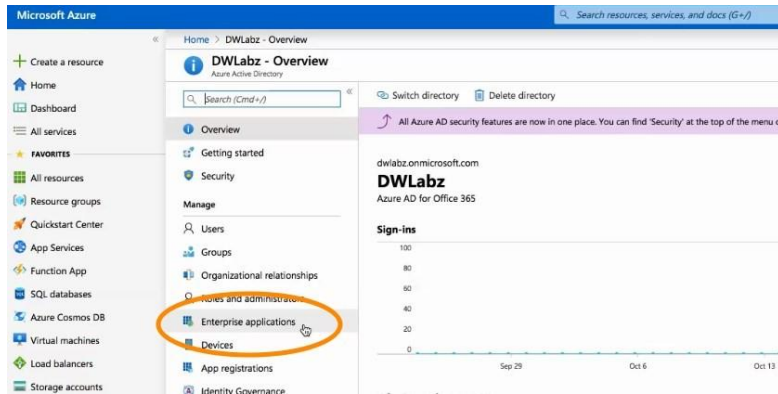 Microsoft Azure
Search resources, services, and docs (G+/)
«
Create a resource
Home
Dashboard
All services
FAVORITES
All resources
Resource groups
Quickstart Center
App Services
Function App
SQL databases
Azure Cosmos DB
Virtual machines
Load balancers
Storage accounts
Home > DWLabz - Overview
DWLabz - Overview
Azure Active Directory
Search (Cmd+/)
«
Overview
Getting started
Security
Manage
Users
Groups
Organizational relationships
Roles and administrators
Enterprise applications
Devices
App registrations
Identity Governance
Switch directory Delete directory
All Azure AD security features are now in one place. You can find 'Security' at the top of the menu
dwlabz.onmicrosoft.com
DWLabz
Azure AD for Office 365
Sign-ins
100
80
60
40
20
0
Sep 29 Oct 6 Oct 13